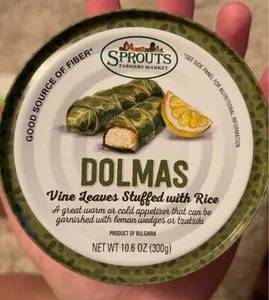 SPROUTS
FARMERS MARKET
GOOD SOURCE OF FIBER*
*SEE SIDE PANEL FOR NUTRITIONAL INFORMATION
DOLMAS
Vine Leaves Stuffed with Rice
A great warm or cold appetizer that can be
garnished with lemon wedges or tzatziki
PRODUCT OF BULGARIA
NET WT 10.6 OZ (300g)